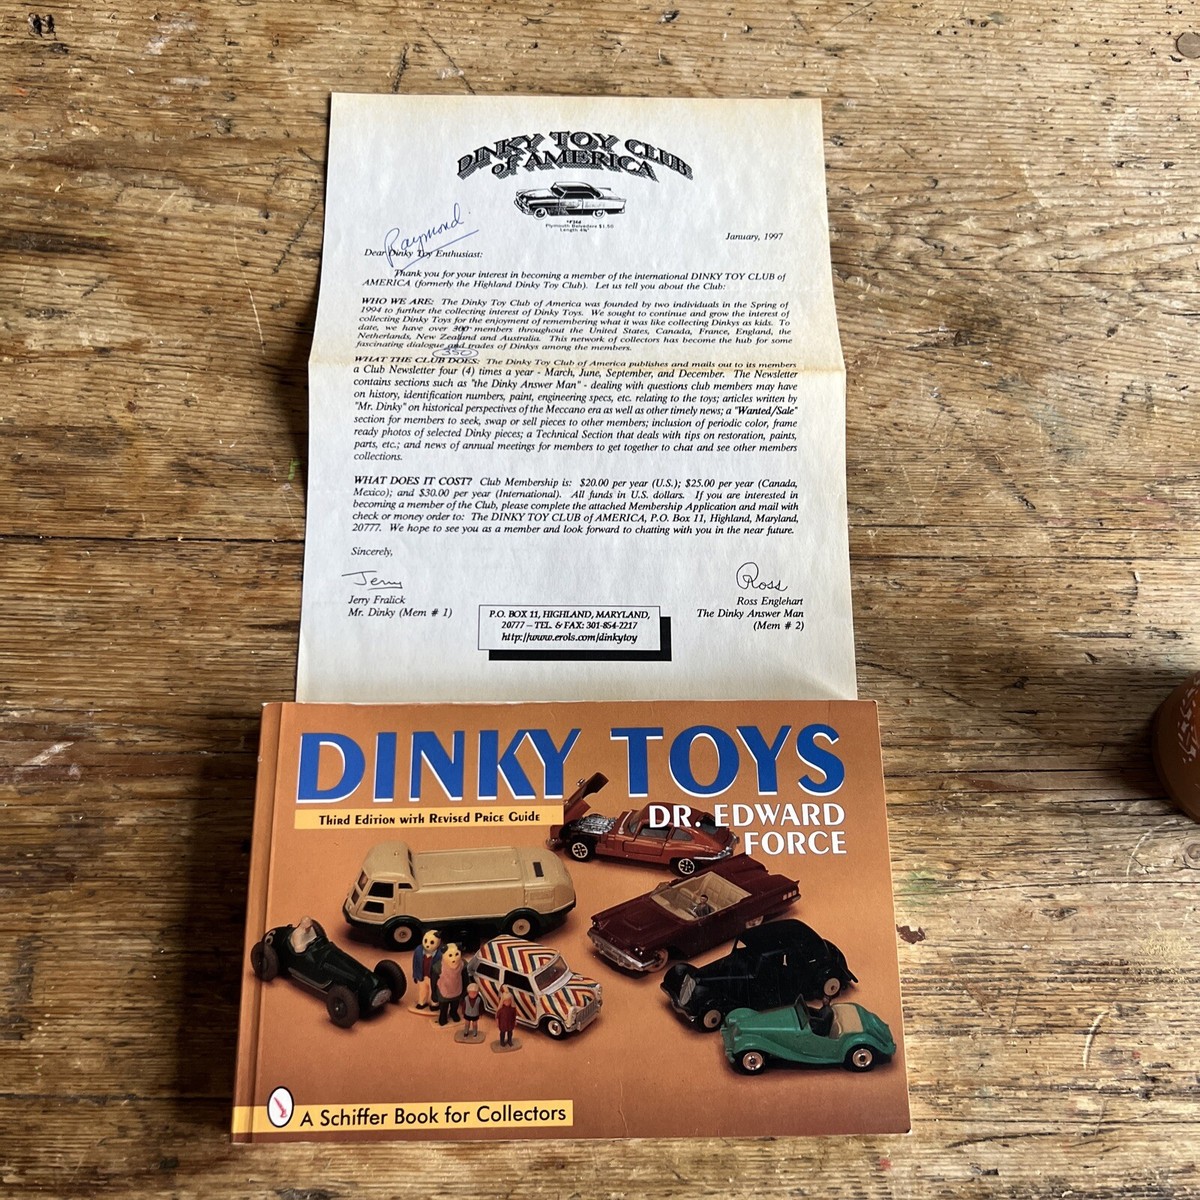 DINKY TOY CLUB
of AMERICA
#P24d
Plymouth Belvedere $1.50
Length 4¾"
Raymond.
January, 1997
Dear Dinky Toy Enthusiast:
Thank you for your interest in becoming a member of the international DINKY TOY CLUB of
AMERICA (formerly the Highland Dinky Toy Club). Let us tell you about the Club:
WHO WE ARE: The Dinky Toy Club of America was founded by two individuals in the Spring of
1994 to further the collecting interest of Dinky Toys. We sought to continue and grow the interest of
collecting Dinky Toys for the enjoyment of remembering what it was like collecting Dinkys as kids. To
date, we have over 300 members throughout the United States, Canada, France, England, the
Netherlands, New Zealand and Australia. This network of collectors has become the hub for some
fascinating dialogue and trades of Dinkys among the members.
350
WHAT THE CLUB DOES: The Dinky Toy Club of America publishes and mails out to its members
a Club Newsletter four (4) times a year - March, June, September, and December. The Newsletter
contains sections such as "the Dinky Answer Man" - dealing with questions club members may have
on history, identification numbers, paint, engineering specs, etc. relating to the toys; articles written by
"Mr. Dinky" on historical perspectives of the Meccano era as well as other timely news; a "Wanted/Sale"
section for members to seek, swap or sell pieces to other members; inclusion of periodic color, frame
ready photos of selected Dinky pieces; a Technical Section that deals with tips on restoration, paints,
parts, etc.; and news of annual meetings for members to get together to chat and see other members
collections.
WHAT DOES IT COST? Club Membership is: $20.00 per year (U.S.); $25.00 per year (Canada,
Mexico); and $30.00 per year (International). All funds in U.S. dollars. If you are interested in
becoming a member of the Club, please complete the attached Membership Application and mail with
check or money order to: The DINKY TOY CLUB of AMERICA, P.O. Box 11, Highland, Maryland,
20777. We hope to see you as a member and look forward to chatting with you in the near future.
Sincerely,
Jerry
Jerry Fralick
Mr. Dinky (Mem # 1)
Ross
Ross Englehart
The Dinky Answer Man
(Mem # 2)
P.O. BOX 11, HIGHLAND, MARYLAND,
20777 -- TEL. & FAX: 301-854-2217
http://www.erols.com/dinkytoy
DINKY TOYS
Third Edition with Revised Price Guide
DR. EDWARD
FORCE
A Schiffer Book for Collectors